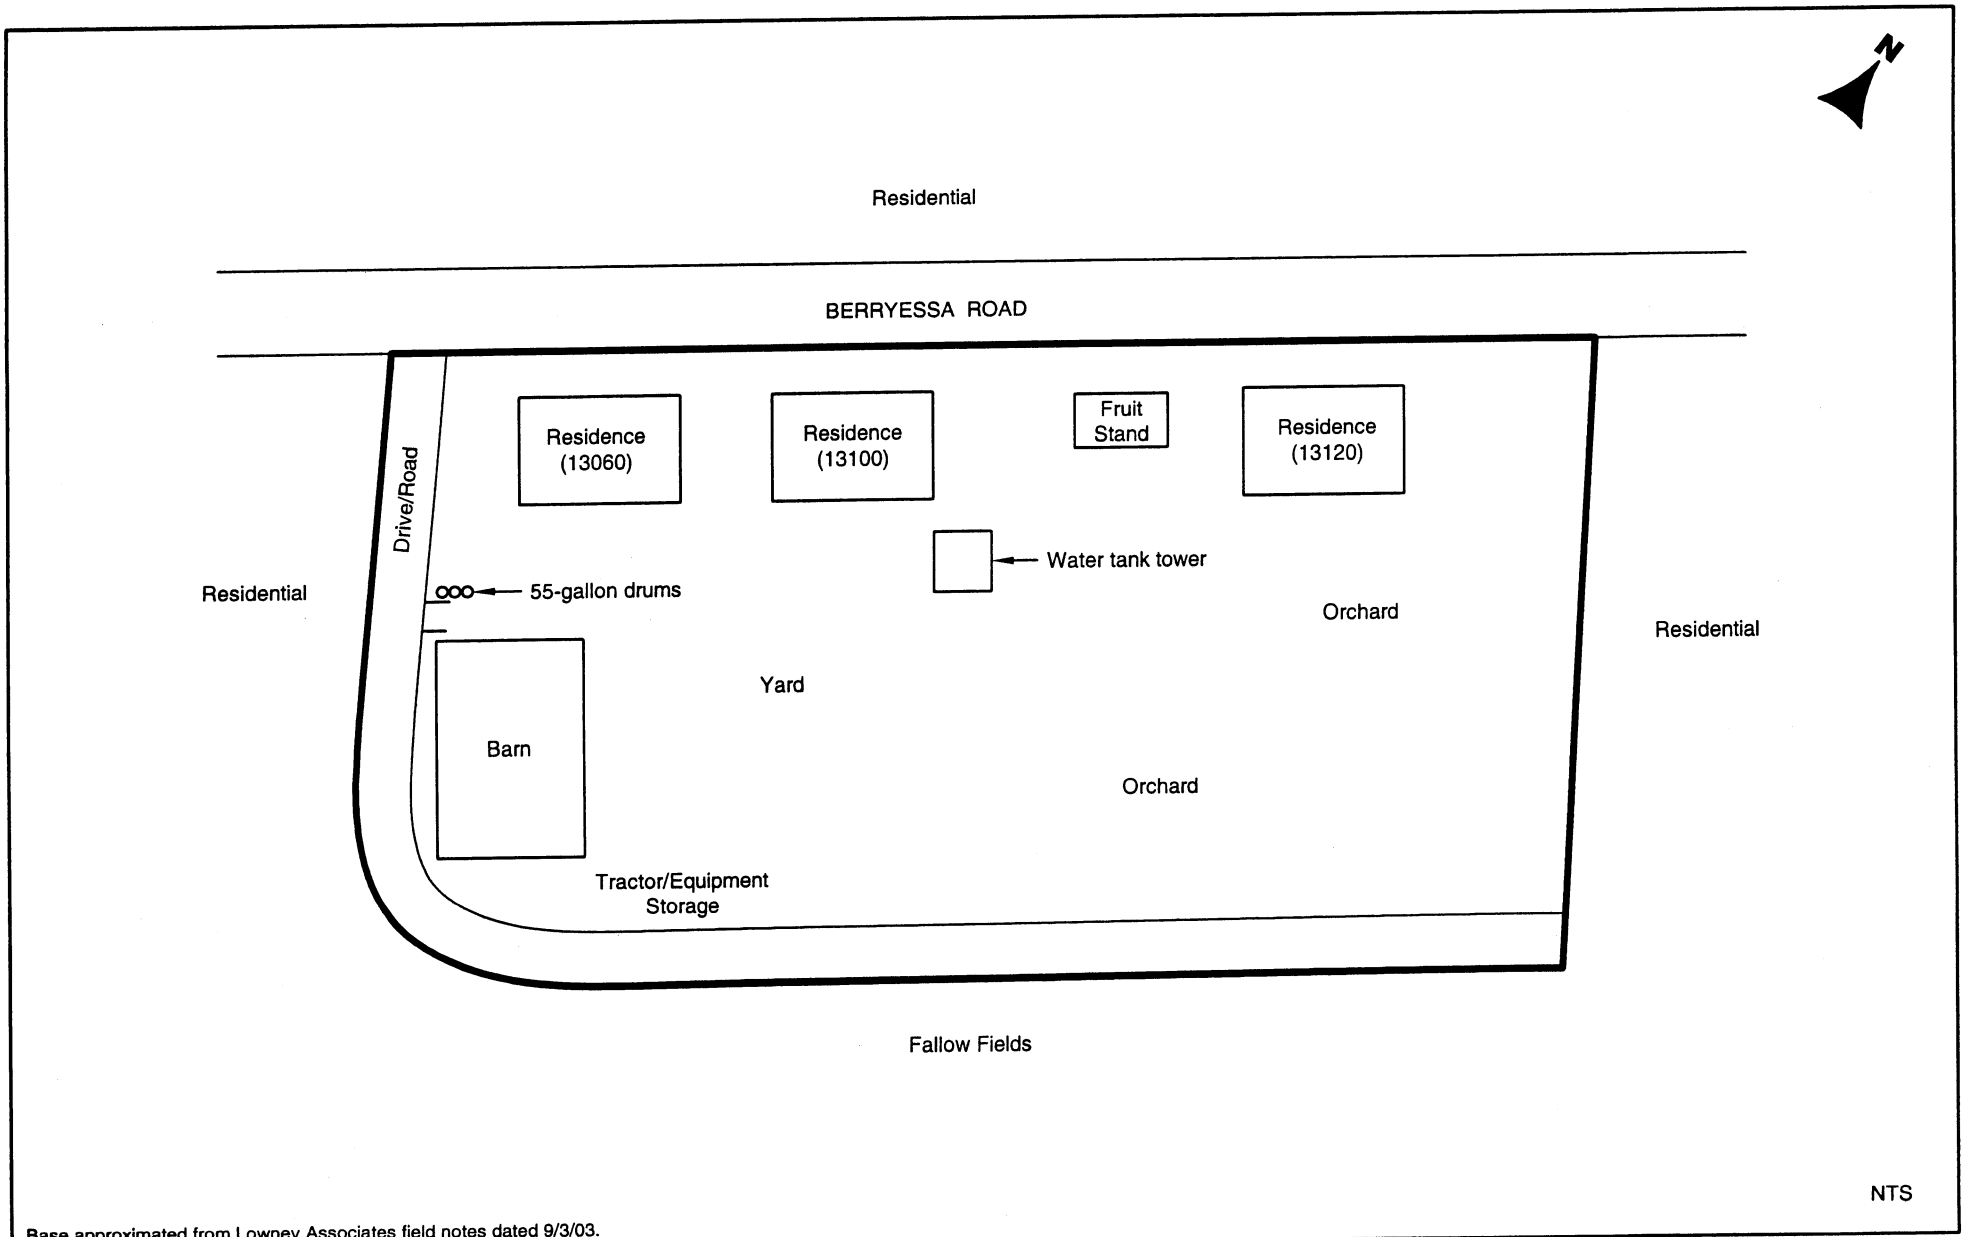 N
Residential
BERRYESSA ROAD
Residence
(13060)
Residence
(13100)
Fruit
Stand
Residence
(13120)
Drive/Road
Water tank tower
55-gallon drums
Residential
Orchard
Residential
Yard
Barn
Orchard
Tractor/Equipment
Storage
Fallow Fields
NTS
Base approximated from Lowney Associates field notes dated 9/3/03.